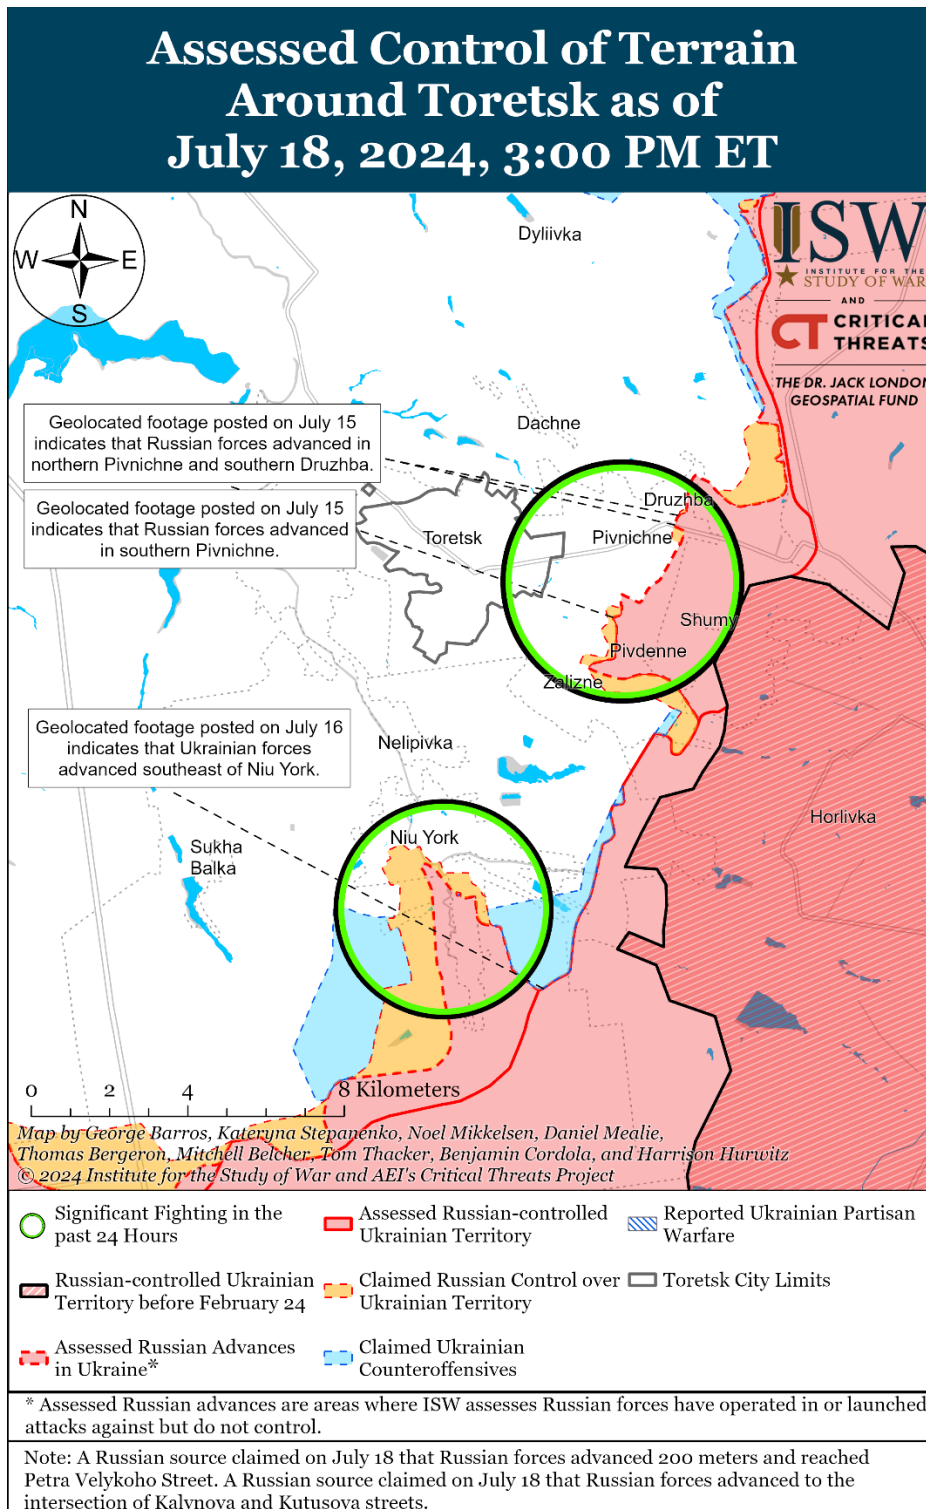 Assessed Control of Terrain
Around Toretsk as of
July 18, 2024, 3:00 PM ET
N
W
E
S
Dyliivka
ISW
INSTITUTE FOR THE
STUDY OF WAR
AND
CT CRITICAL
THREATS
THE DR. JACK LONDON
GEOSPATIAL FUND
Geolocated footage posted on July 15
indicates that Russian forces advanced in
northern Pivnichne and southern Druzhba.
Dachne
Geolocated footage posted on July 15
indicates that Russian forces advanced
in southern Pivnichne.
Druzhba
Toretsk
Pivnichne
Shumy
Pivdenne
Zalizne
Geolocated footage posted on July 16
indicates that Ukrainian forces
advanced southeast of Niu York.
Nelipivka
Horlivka
Niu York
Sukha
Balka
0 2 4 8 Kilometers
Map by George Barros, Kateryna Stepanenko, Noel Mikkelsen, Daniel Mealie,
Thomas Bergeron, Mitchell Belcher, Tom Thacker, Benjamin Cordola, and Harrison Hurwitz
© 2024 Institute for the Study of War and AEI's Critical Threats Project
Significant Fighting in the
past 24 Hours
Assessed Russian-controlled
Ukrainian Territory
Reported Ukrainian Partisan
Warfare
Russian-controlled Ukrainian
Territory before February 24
Claimed Russian Control over
Ukrainian Territory
Toretsk City Limits
Assessed Russian Advances
in Ukraine*
Claimed Ukrainian
Counteroffensives
* Assessed Russian advances are areas where ISW assesses Russian forces have operated in or launched
attacks against but do not control.
Note: A Russian source claimed on July 18 that Russian forces advanced 200 meters and reached
Petra Velykoho Street. A Russian source claimed on July 18 that Russian forces advanced to the
intersection of Kalynova and Kutusova streets.